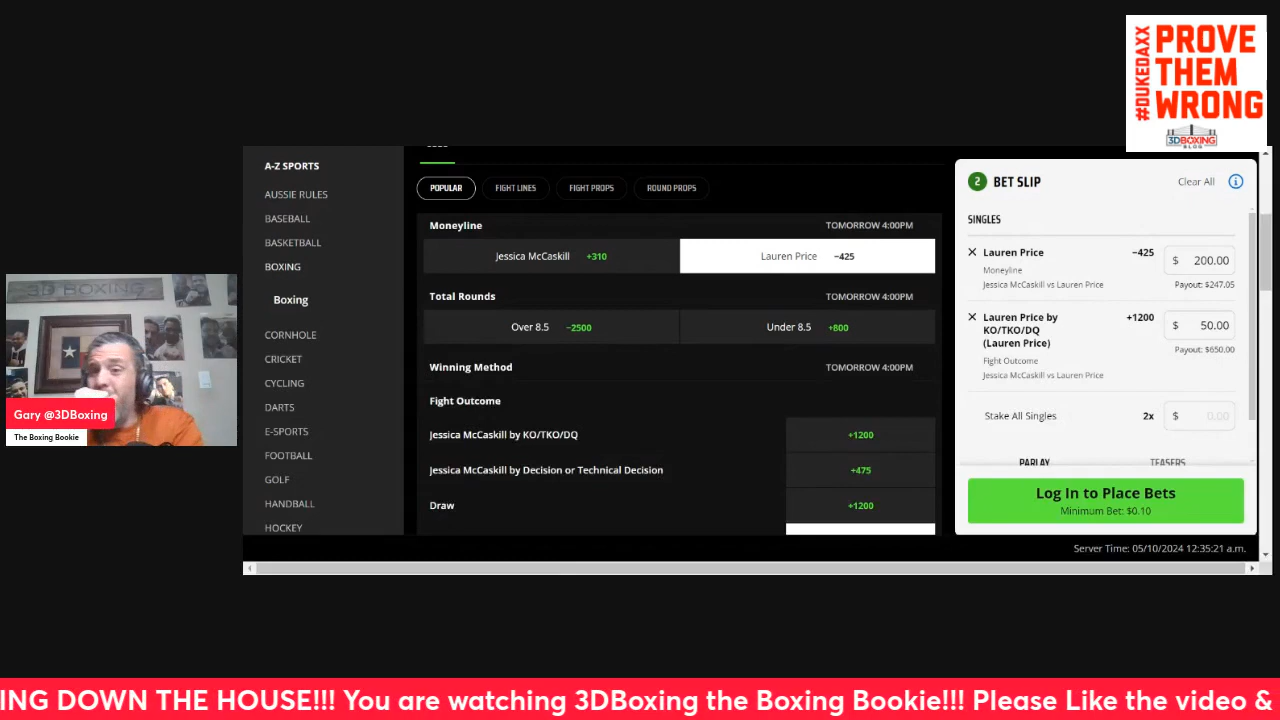 #DUKEDAXX
PROVE
THEM
WRONG
3DBOXING
BLOG
A-Z SPORTS
AUSSIE RULES
BASEBALL
BASKETBALL
BOXING
Boxing
CORNHOLE
CRICKET
CYCLING
DARTS
E-SPORTS
FOOTBALL
GOLF
HANDBALL
HOCKEY
POPULAR FIGHT LINES FIGHT PROPS ROUND PROPS
Moneyline TOMORROW 4:00PM
Jessica McCaskill +310 Lauren Price −425
Total Rounds TOMORROW 4:00PM
Over 8.5 −2500 Under 8.5 +800
Winning Method TOMORROW 4:00PM
Fight Outcome
Jessica McCaskill by KO/TKO/DQ +1200
Jessica McCaskill by Decision or Technical Decision +475
Draw +1200
2 BET SLIP Clear All
SINGLES
Lauren Price −425 $ 200.00
Moneyline
Jessica McCaskill vs Lauren Price Payout: $247.05
Lauren Price by +1200 $ 50.00
KO/TKO/DQ
(Lauren Price) Payout: $650.00
Fight Outcome
Jessica McCaskill vs Lauren Price
Stake All Singles 2x $ 0.00
PARLAY TEASERS
Log In to Place Bets
Minimum Bet: $0.10
Server Time: 05/10/2024 12:35:21 a.m.
3D BOXING
Gary @3DBoxing
The Boxing Bookie
ING DOWN THE HOUSE!!! You are watching 3DBoxing the Boxing Bookie!!! Please Like the video &